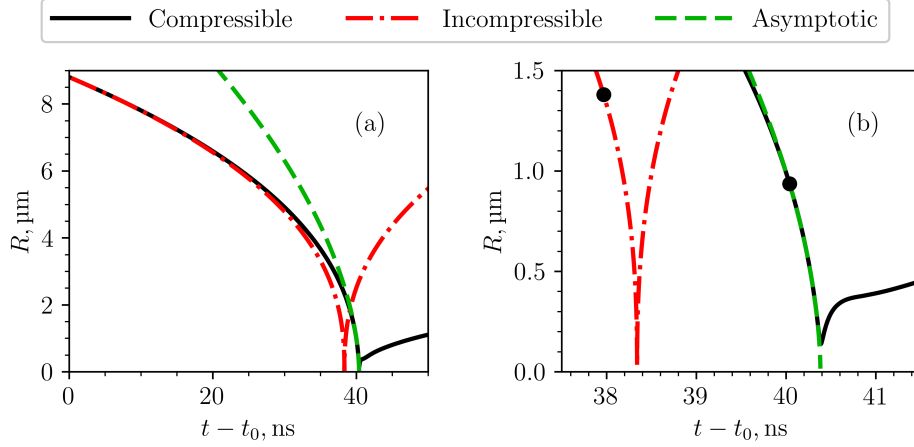 Compressible Incompressible Asymptotic
(a)
R, μm
8
6
4
2
0
0 20 40
t − t₀, ns
(b)
R, μm
1.5
1.0
0.5
0.0
38 39 40 41
t − t₀, ns